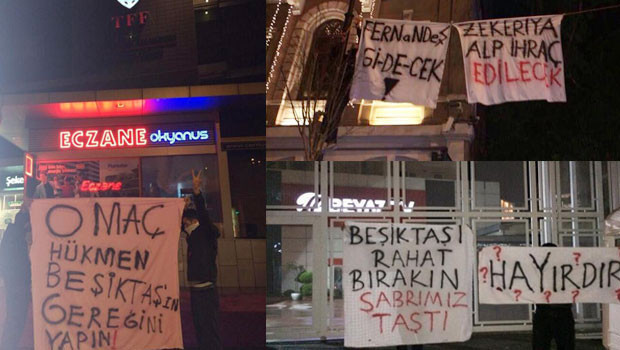 TFF
ECZANE okyanus
Şeke
Eczane
O MAÇ
HÜKMEN
BEŞİKTAŞ'IN
GEREĞİNİ
YAPIN!
FERNANDES
Gİ-DE-CEK
ZEKERİYA
ALP İHRAÇ
EDİLECEK
BEYAZ TV
BEŞİKTAŞI
RAHAT
BIRAKIN
SABRIMIZ
TAŞTI
? HAYIRDIR
? ? ? ? ?